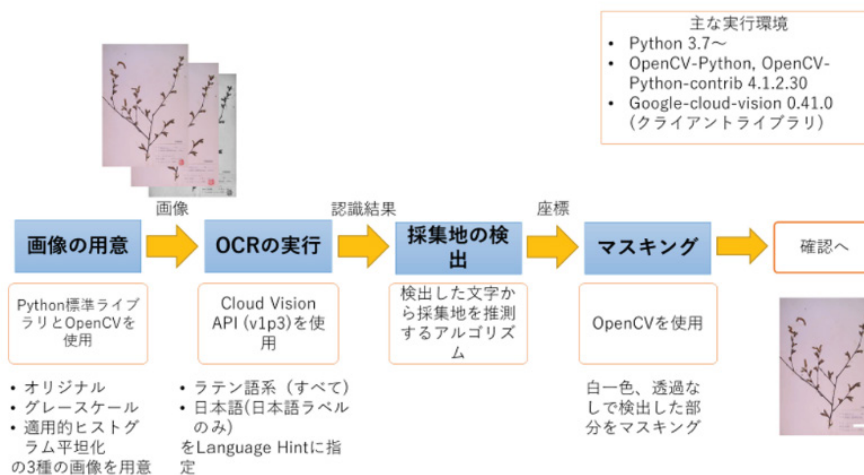 主な実行環境
• Python 3.7～
• OpenCV-Python, OpenCV-
Python-contrib 4.1.2.30
• Google-cloud-vision 0.41.0
(クライアントライブラリ)
画像
認識結果
座標
画像の用意
OCRの実行
採集地の検
出
マスキング
確認へ
Python標準ライブ
ラリとOpenCVを
使用
Cloud Vision
API (v1p3)を使
用
検出した文字か
ら採集地を推測
するアルゴリズ
ム
OpenCVを使用
• オリジナル
• グレースケール
• 適用的ヒストグ
ラム平坦化
の3種の画像を用意
• ラテン語系（すべて）
• 日本語(日本語ラベル
のみ)
をLanguage Hintに指
定
白一色、透過な
しで検出した部
分をマスキング